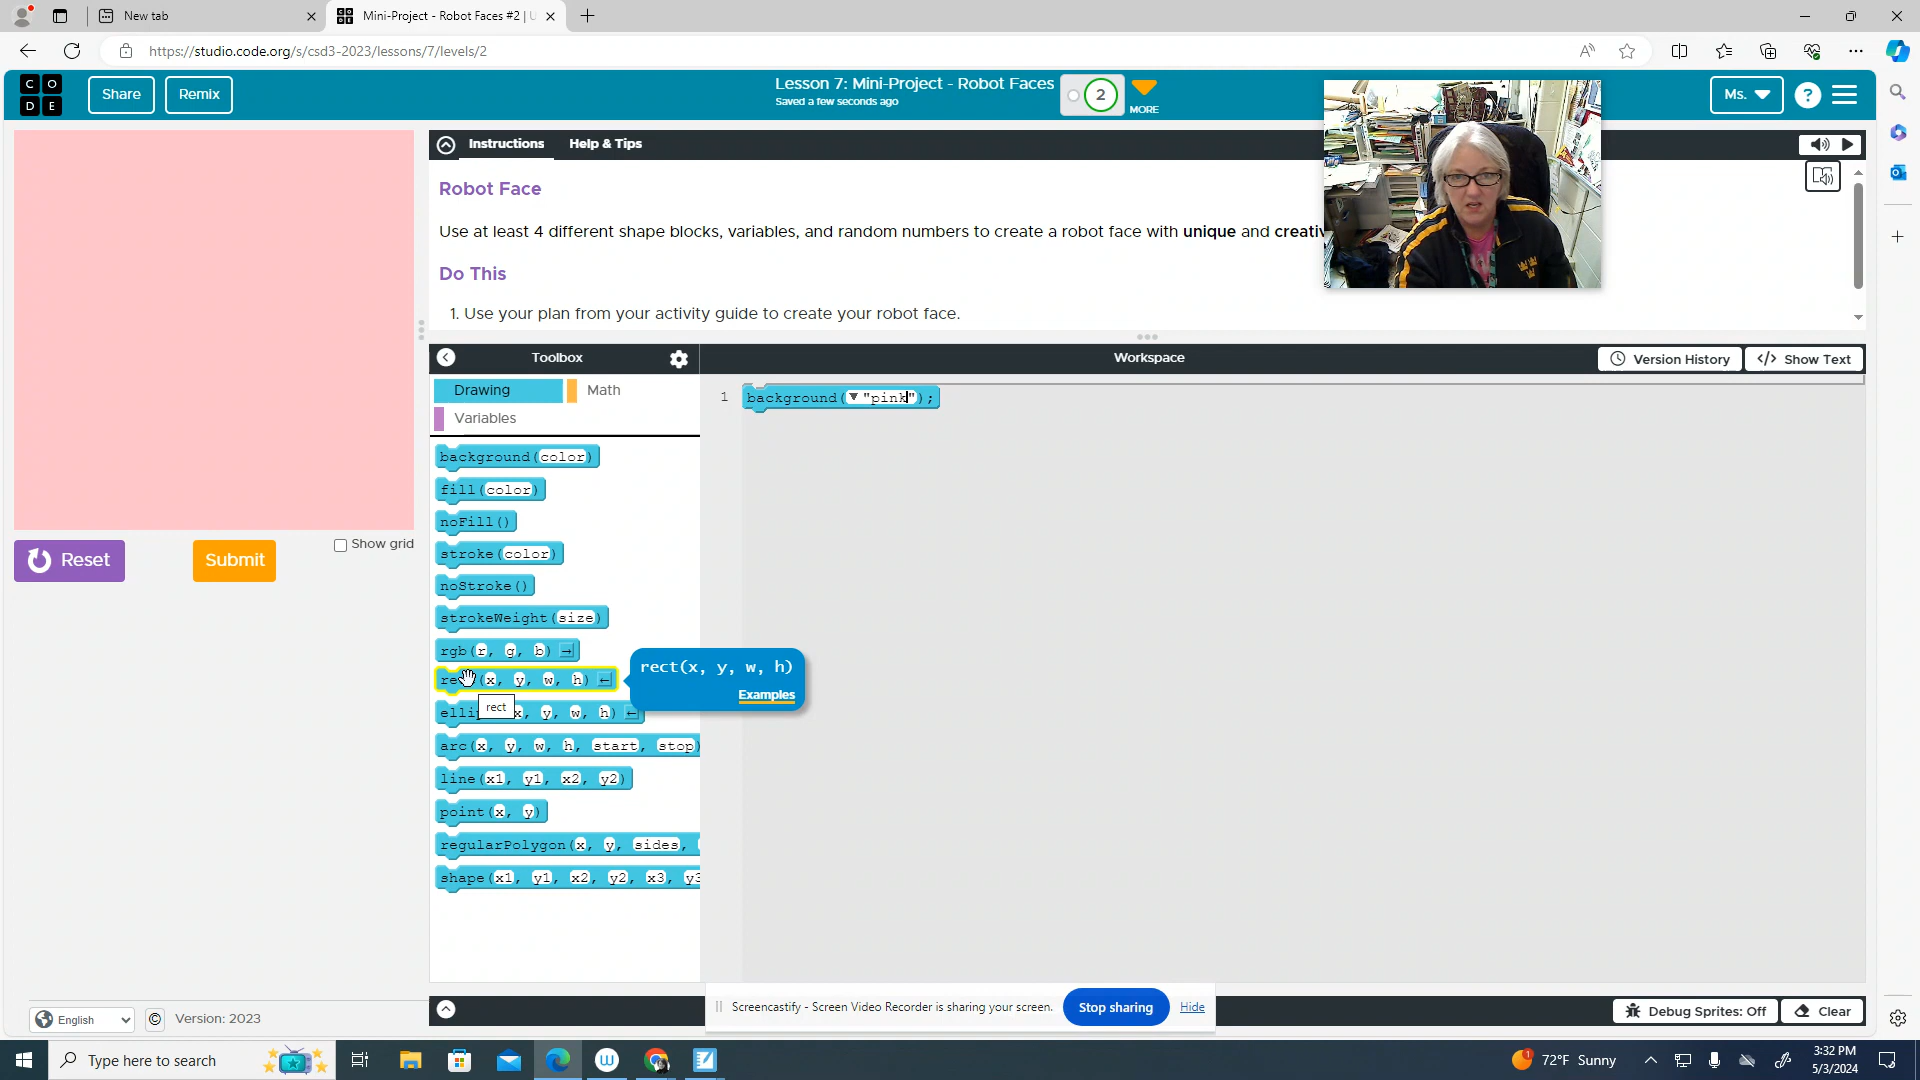 New tab
Mini-Project - Robot Faces #2 | U
https://studio.code.org/s/csd3-2023/lessons/7/levels/2
C O
D E
Share
Remix
Lesson 7: Mini-Project - Robot Faces
Saved a few seconds ago
2
MORE
Ms.
?
Instructions
Help & Tips
Robot Face
Use at least 4 different shape blocks, variables, and random numbers to create a robot face with unique and creativ
Do This
1. Use your plan from your activity guide to create your robot face.
Toolbox
Workspace
Version History
</> Show Text
Drawing
Math
Variables
1
background("pink");
background(color)
fill(color)
noFill()
stroke(color)
noStroke()
strokeWeight(size)
rgb(r, g, b)
re (x, y, w, h)
rect(x, y, w, h)
Examples
rect
elli x, y, w, h)
arc(x, y, w, h, start, stop)
line(x1, y1, x2, y2)
point(x, y)
regularPolygon(x, y, sides,
shape(x1, y1, x2, y2, x3, y3
Reset
Submit
Show grid
English
©
Version: 2023
Screencastify - Screen Video Recorder is sharing your screen.
Stop sharing
Hide
Debug Sprites: Off
Clear
Type here to search
72°F Sunny
3:32 PM
5/3/2024